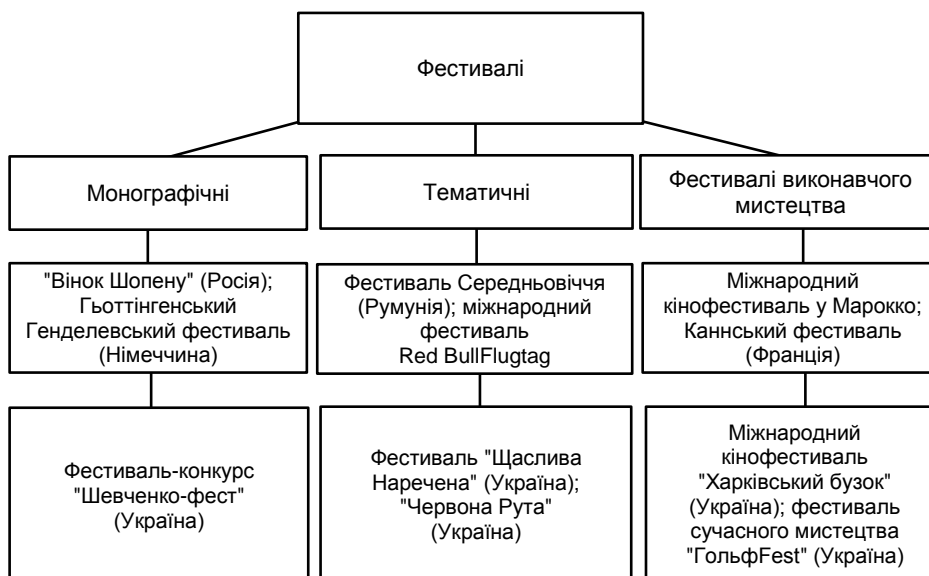 Фестивалі
Монографічні
Тематичні
Фестивалі виконавчого
мистецтва
"Вінок Шопену" (Росія);
Гьоттінгенський
Генделевський фестиваль
(Німеччина)
Фестиваль Середньовіччя
(Румунія); міжнародний
фестиваль
Red BullFlugtag
Міжнародний
кінофестиваль у Марокко;
Каннський фестиваль
(Франція)
Фестиваль-конкурс
"Шевченко-фест"
(Україна)
Фестиваль "Щаслива
Наречена" (Україна);
"Червона Рута"
(Україна)
Міжнародний
кінофестиваль
"Харківський бузок"
(Україна); фестиваль
сучасного мистецтва
"ГольфFest" (Україна)